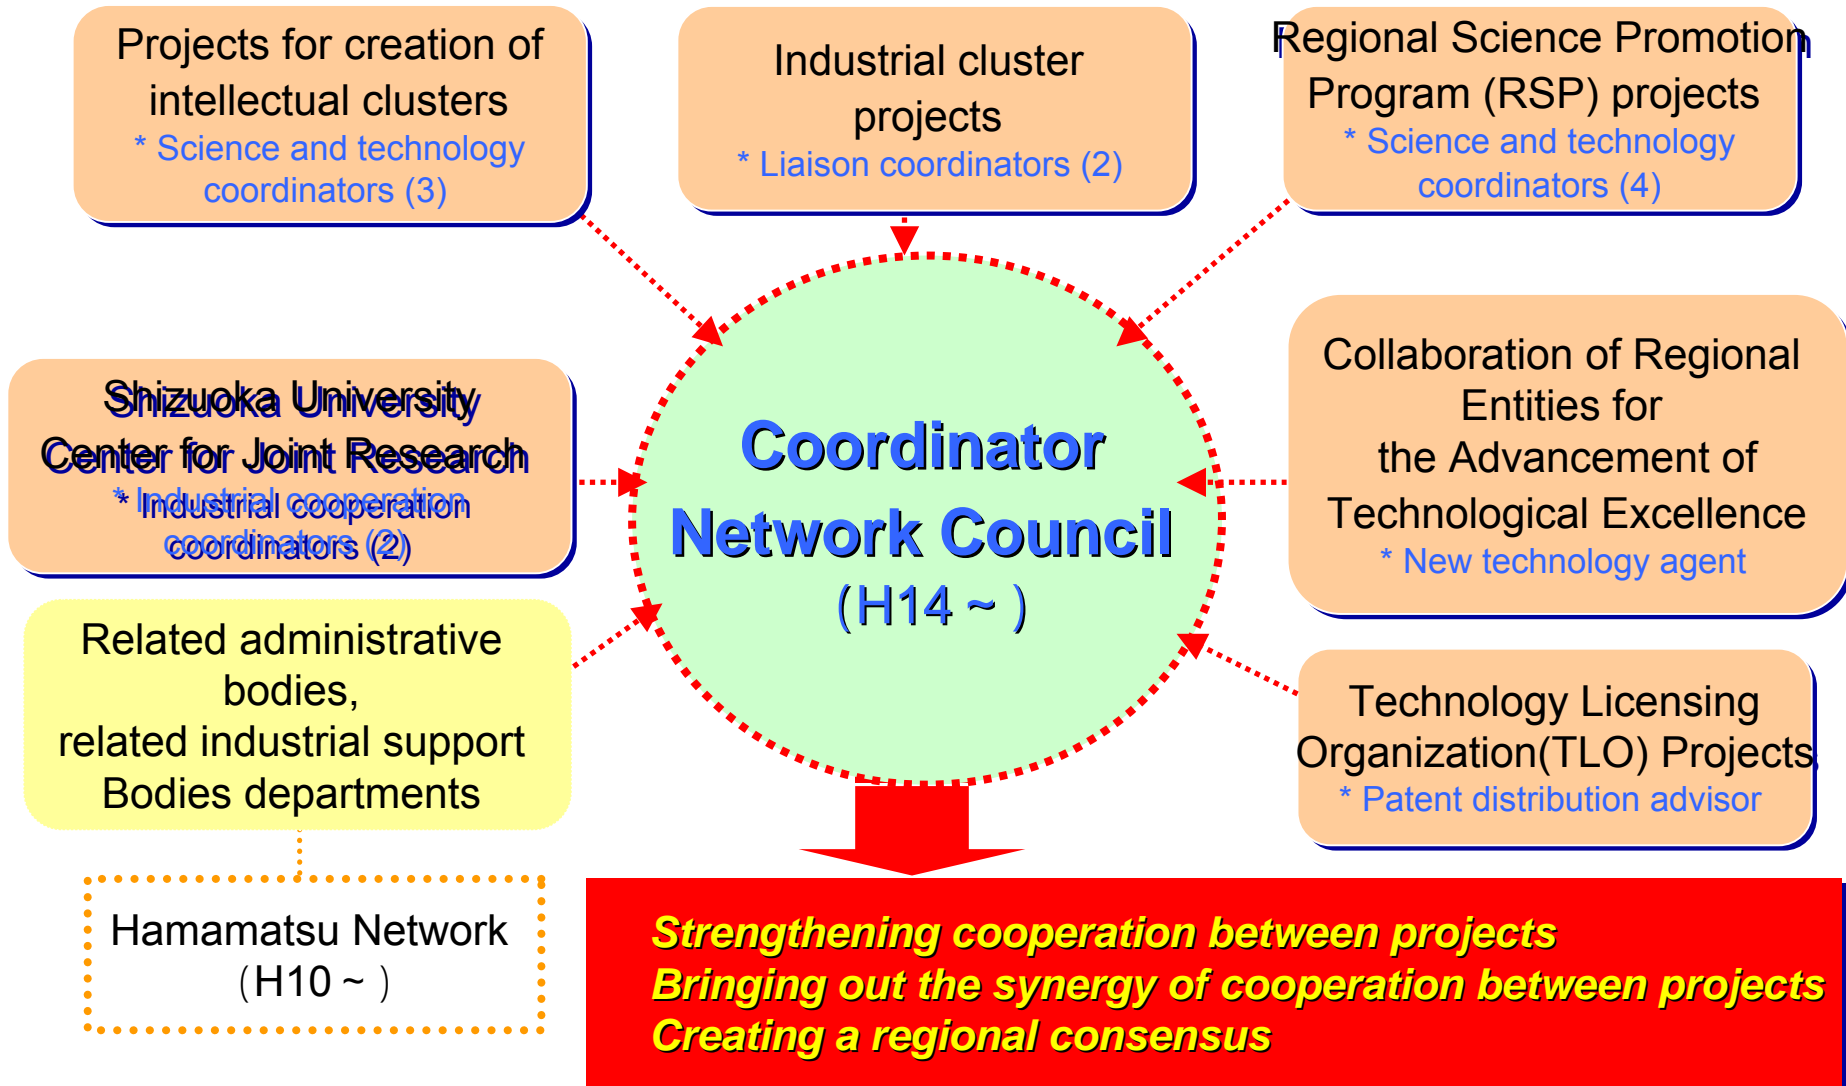 Projects for creation of
intellectual clusters
* Science and technology
coordinators (3)
Industrial cluster
projects
* Liaison coordinators (2)
Regional Science Promotion
Program (RSP) projects
* Science and technology
coordinators (4)
Shizuoka University
Center for Joint Research
* Industrial cooperation
coordinators (2)
Coordinator
Network Council
(H14 ~ )
Collaboration of Regional
Entities for
the Advancement of
Technological Excellence
* New technology agent
Related administrative
bodies,
related industrial support
Bodies departments
Technology Licensing
Organization(TLO) Projects
* Patent distribution advisor
Hamamatsu Network
(H10 ~ )
Strengthening cooperation between projects
Bringing out the synergy of cooperation between projects
Creating a regional consensus